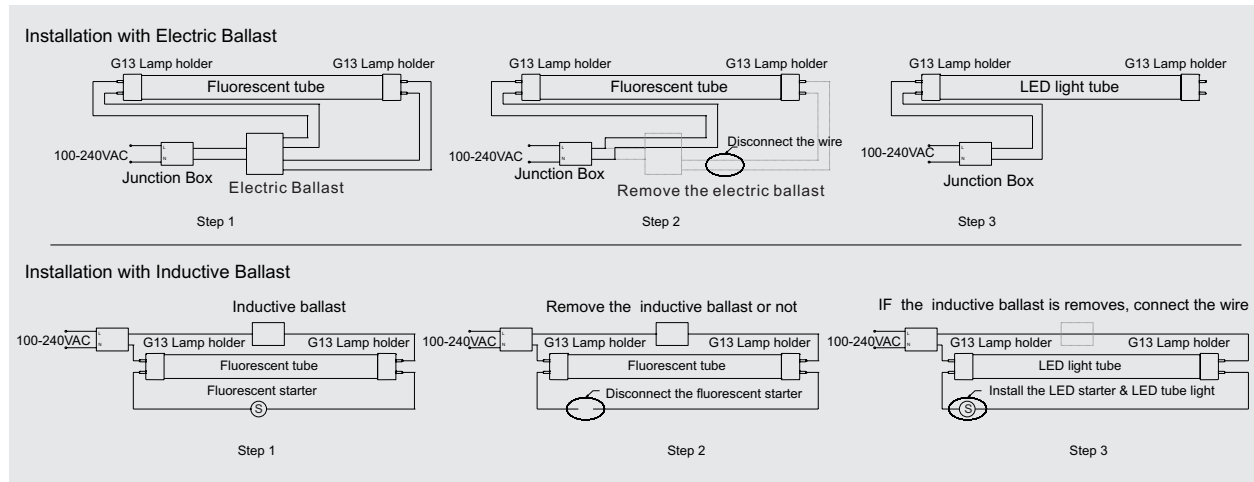 Installation with Electric Ballast
G13 Lamp holder
G13 Lamp holder
Fluorescent tube
100-240VAC
L
N
Junction Box
Electric Ballast
Step 1
G13 Lamp holder
G13 Lamp holder
Fluorescent tube
Disconnect the wire
100-240VAC
L
N
Junction Box
Remove the electric ballast
Step 2
G13 Lamp holder
G13 Lamp holder
LED light tube
100-240VAC
L
N
Junction Box
Step 3
Installation with Inductive Ballast
Inductive ballast
100-240VAC
L
N
G13 Lamp holder
G13 Lamp holder
Fluorescent tube
Fluorescent starter
S
Step 1
Remove the inductive ballast or not
100-240VAC
L
N
G13 Lamp holder
G13 Lamp holder
Fluorescent tube
Disconnect the fluorescent starter
Step 2
IF the inductive ballast is removes, connect the wire
100-240VAC
L
N
G13 Lamp holder
G13 Lamp holder
LED light tube
Install the LED starter & LED tube light
S
Step 3